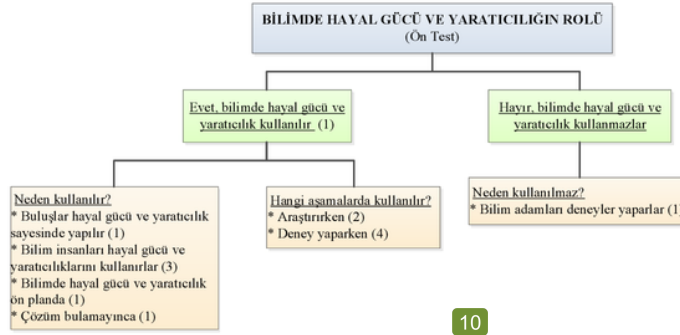 BİLİMDE HAYAL GÜCÜ VE YARATICILIĞIN ROLÜ
(Ön Test)
Evet, bilimde hayal gücü ve
yaratıcılık kullanılır (1)
Hayır, bilimde hayal gücü ve
yaratıcılık kullanmazlar
Neden kullanılır?
* Buluşlar hayal gücü ve yaratıcılık
sayesinde yapılır (1)
* Bilim insanları hayal gücü ve
yaratıcılıklarını kullanırlar (3)
* Bilimde hayal gücü ve yaratıcılık
ön planda (1)
* Çözüm bulamayınca (1)
Hangi aşamalarda kullanılır?
* Araştırırken (2)
* Deney yaparken (4)
Neden kullanılmaz?
* Bilim adamları deneyler yaparlar (1
10